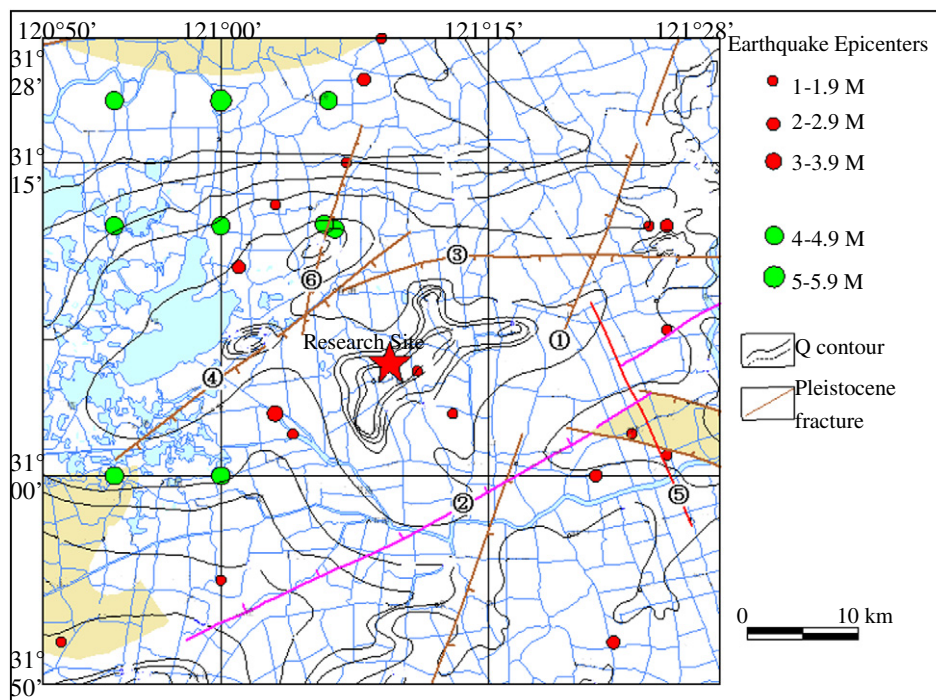 120°50' 121°00' 121°15' 121°28'
31°
28'
31°
15'
31°
00'
31°
50'
Earthquake Epicenters
1-1.9 M
2-2.9 M
3-3.9 M
4-4.9 M
5-5.9 M
Q contour
Pleistocene
fracture
0 10 km
Research Site
③
⑥
①
④
②
⑤